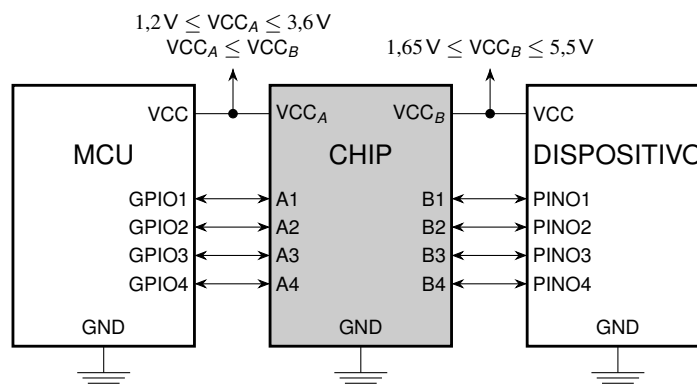 1,2 V ≤ VCC_A ≤ 3,6 V
VCC_A ≤ VCC_B
1,65 V ≤ VCC_B ≤ 5,5 V
VCC VCC_A VCC_B VCC
MCU CHIP DISPOSITIVO
GPIO1 A1 B1 PINO1
GPIO2 A2 B2 PINO2
GPIO3 A3 B3 PINO3
GPIO4 A4 B4 PINO4
GND GND GND